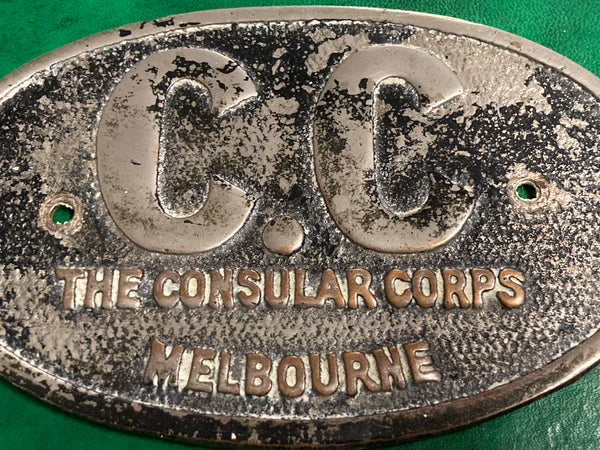 C.C
THE CONSULAR CORPS
MELBOURNE